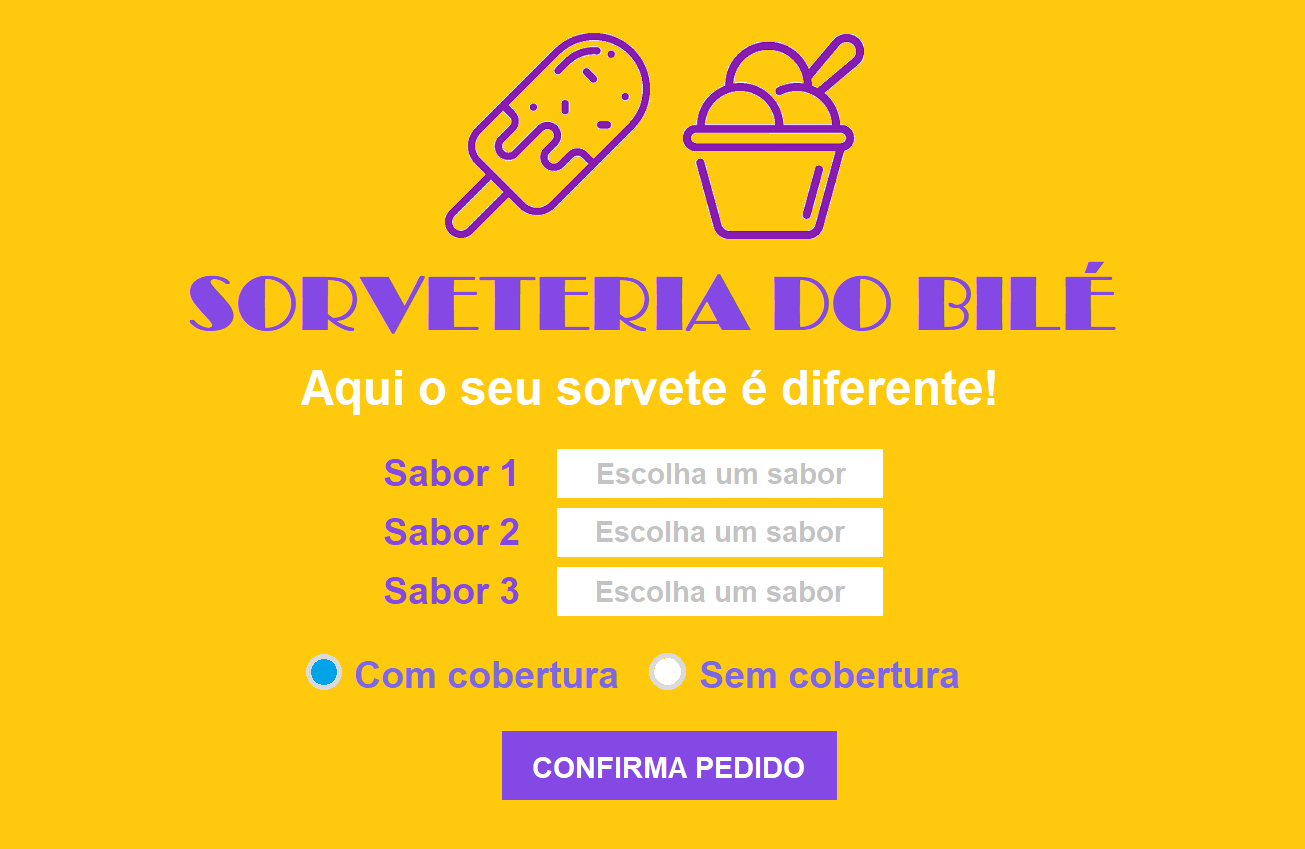 SORVETERIA DO BILÉ
Aqui o seu sorvete é diferente!
Sabor 1 Escolha um sabor
Sabor 2 Escolha um sabor
Sabor 3 Escolha um sabor
Com cobertura Sem cobertura
CONFIRMA PEDIDO